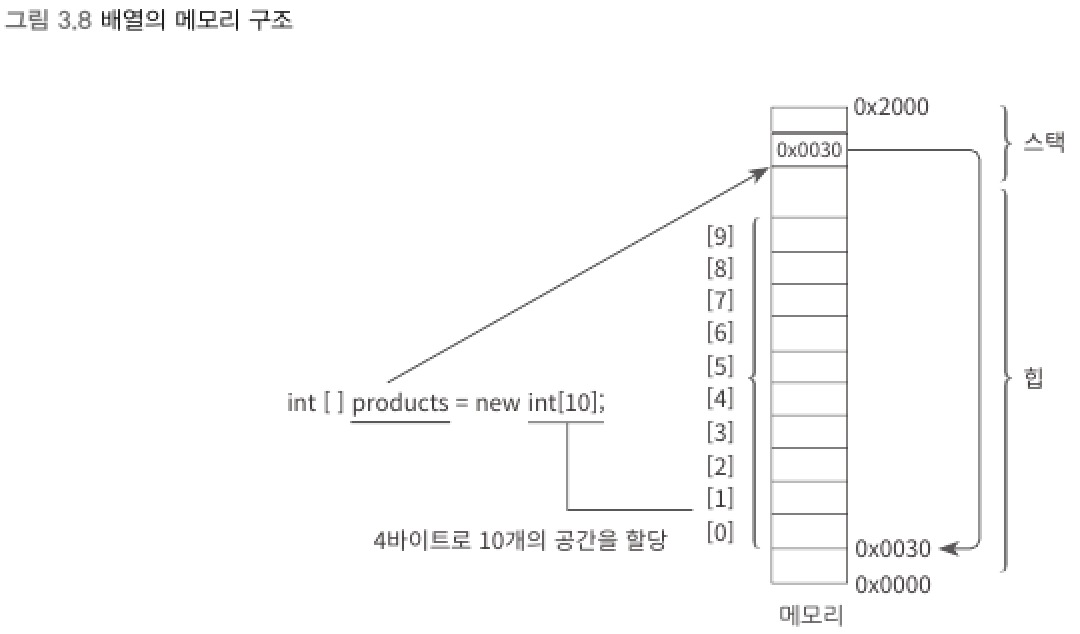 그림 3.8 배열의 메모리 구조
0x2000
스택
0x0030
[9]
[8]
[7]
[6]
[5]
힙
[4]
int [ ] products = new int[10];
[3]
[2]
[1]
[0]
4바이트로 10개의 공간을 할당
0x0030
0x0000
메모리